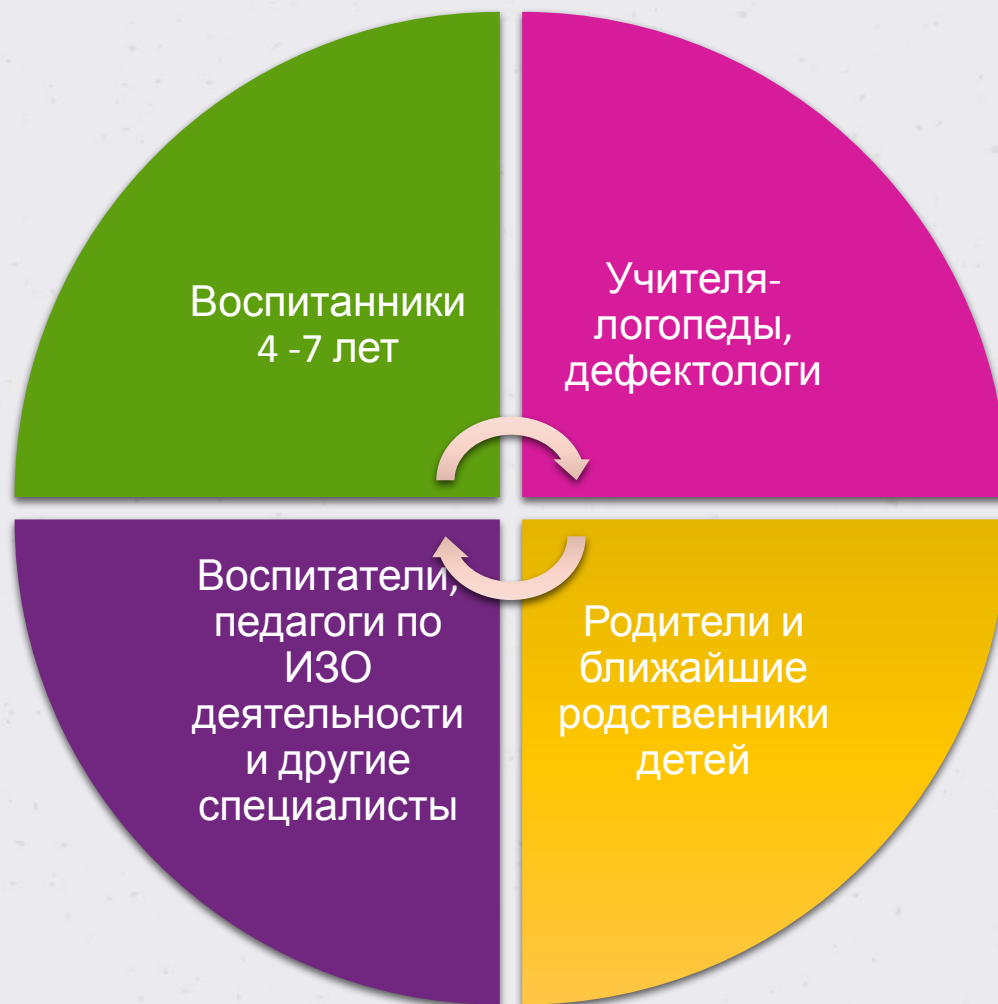 Воспитанники
4 -7 лет
Учителя-
логопеды,
дефектологи
Воспитатели,
педагоги по
ИЗО
деятельности
и другие
специалисты
Родители и
ближайшие
родственники
детей